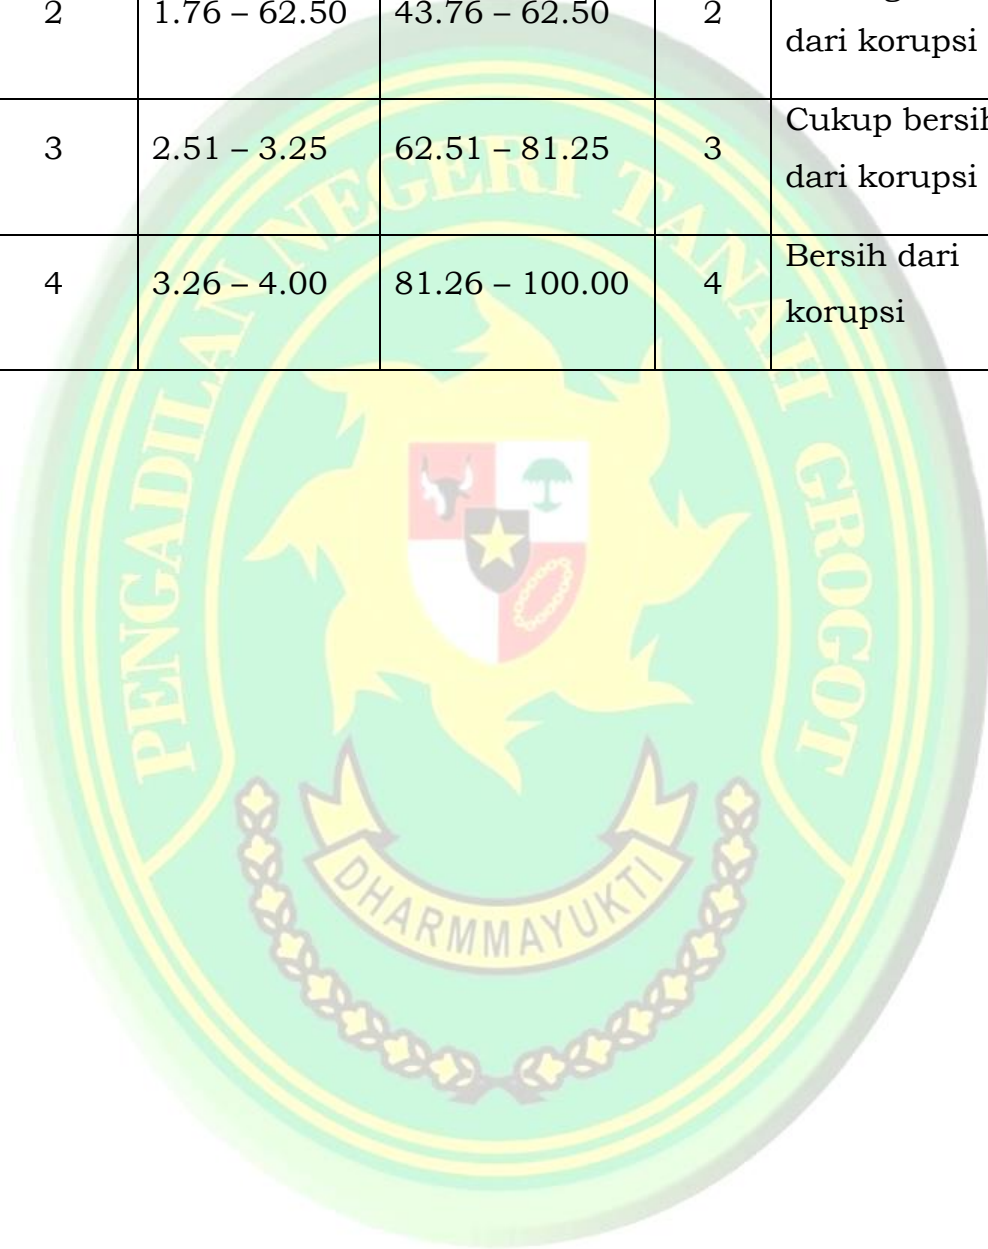 2 1.76 – 62.50 43.76 – 62.50 2
dari korupsi
3 2.51 – 3.25 62.51 – 81.25 3 Cukup bersih
dari korupsi
4 3.26 – 4.00 81.26 – 100.00 4 Bersih dari
korupsi
PENGADILAN NEGERI TANAH GROGOT
DHARMMAYUKTI